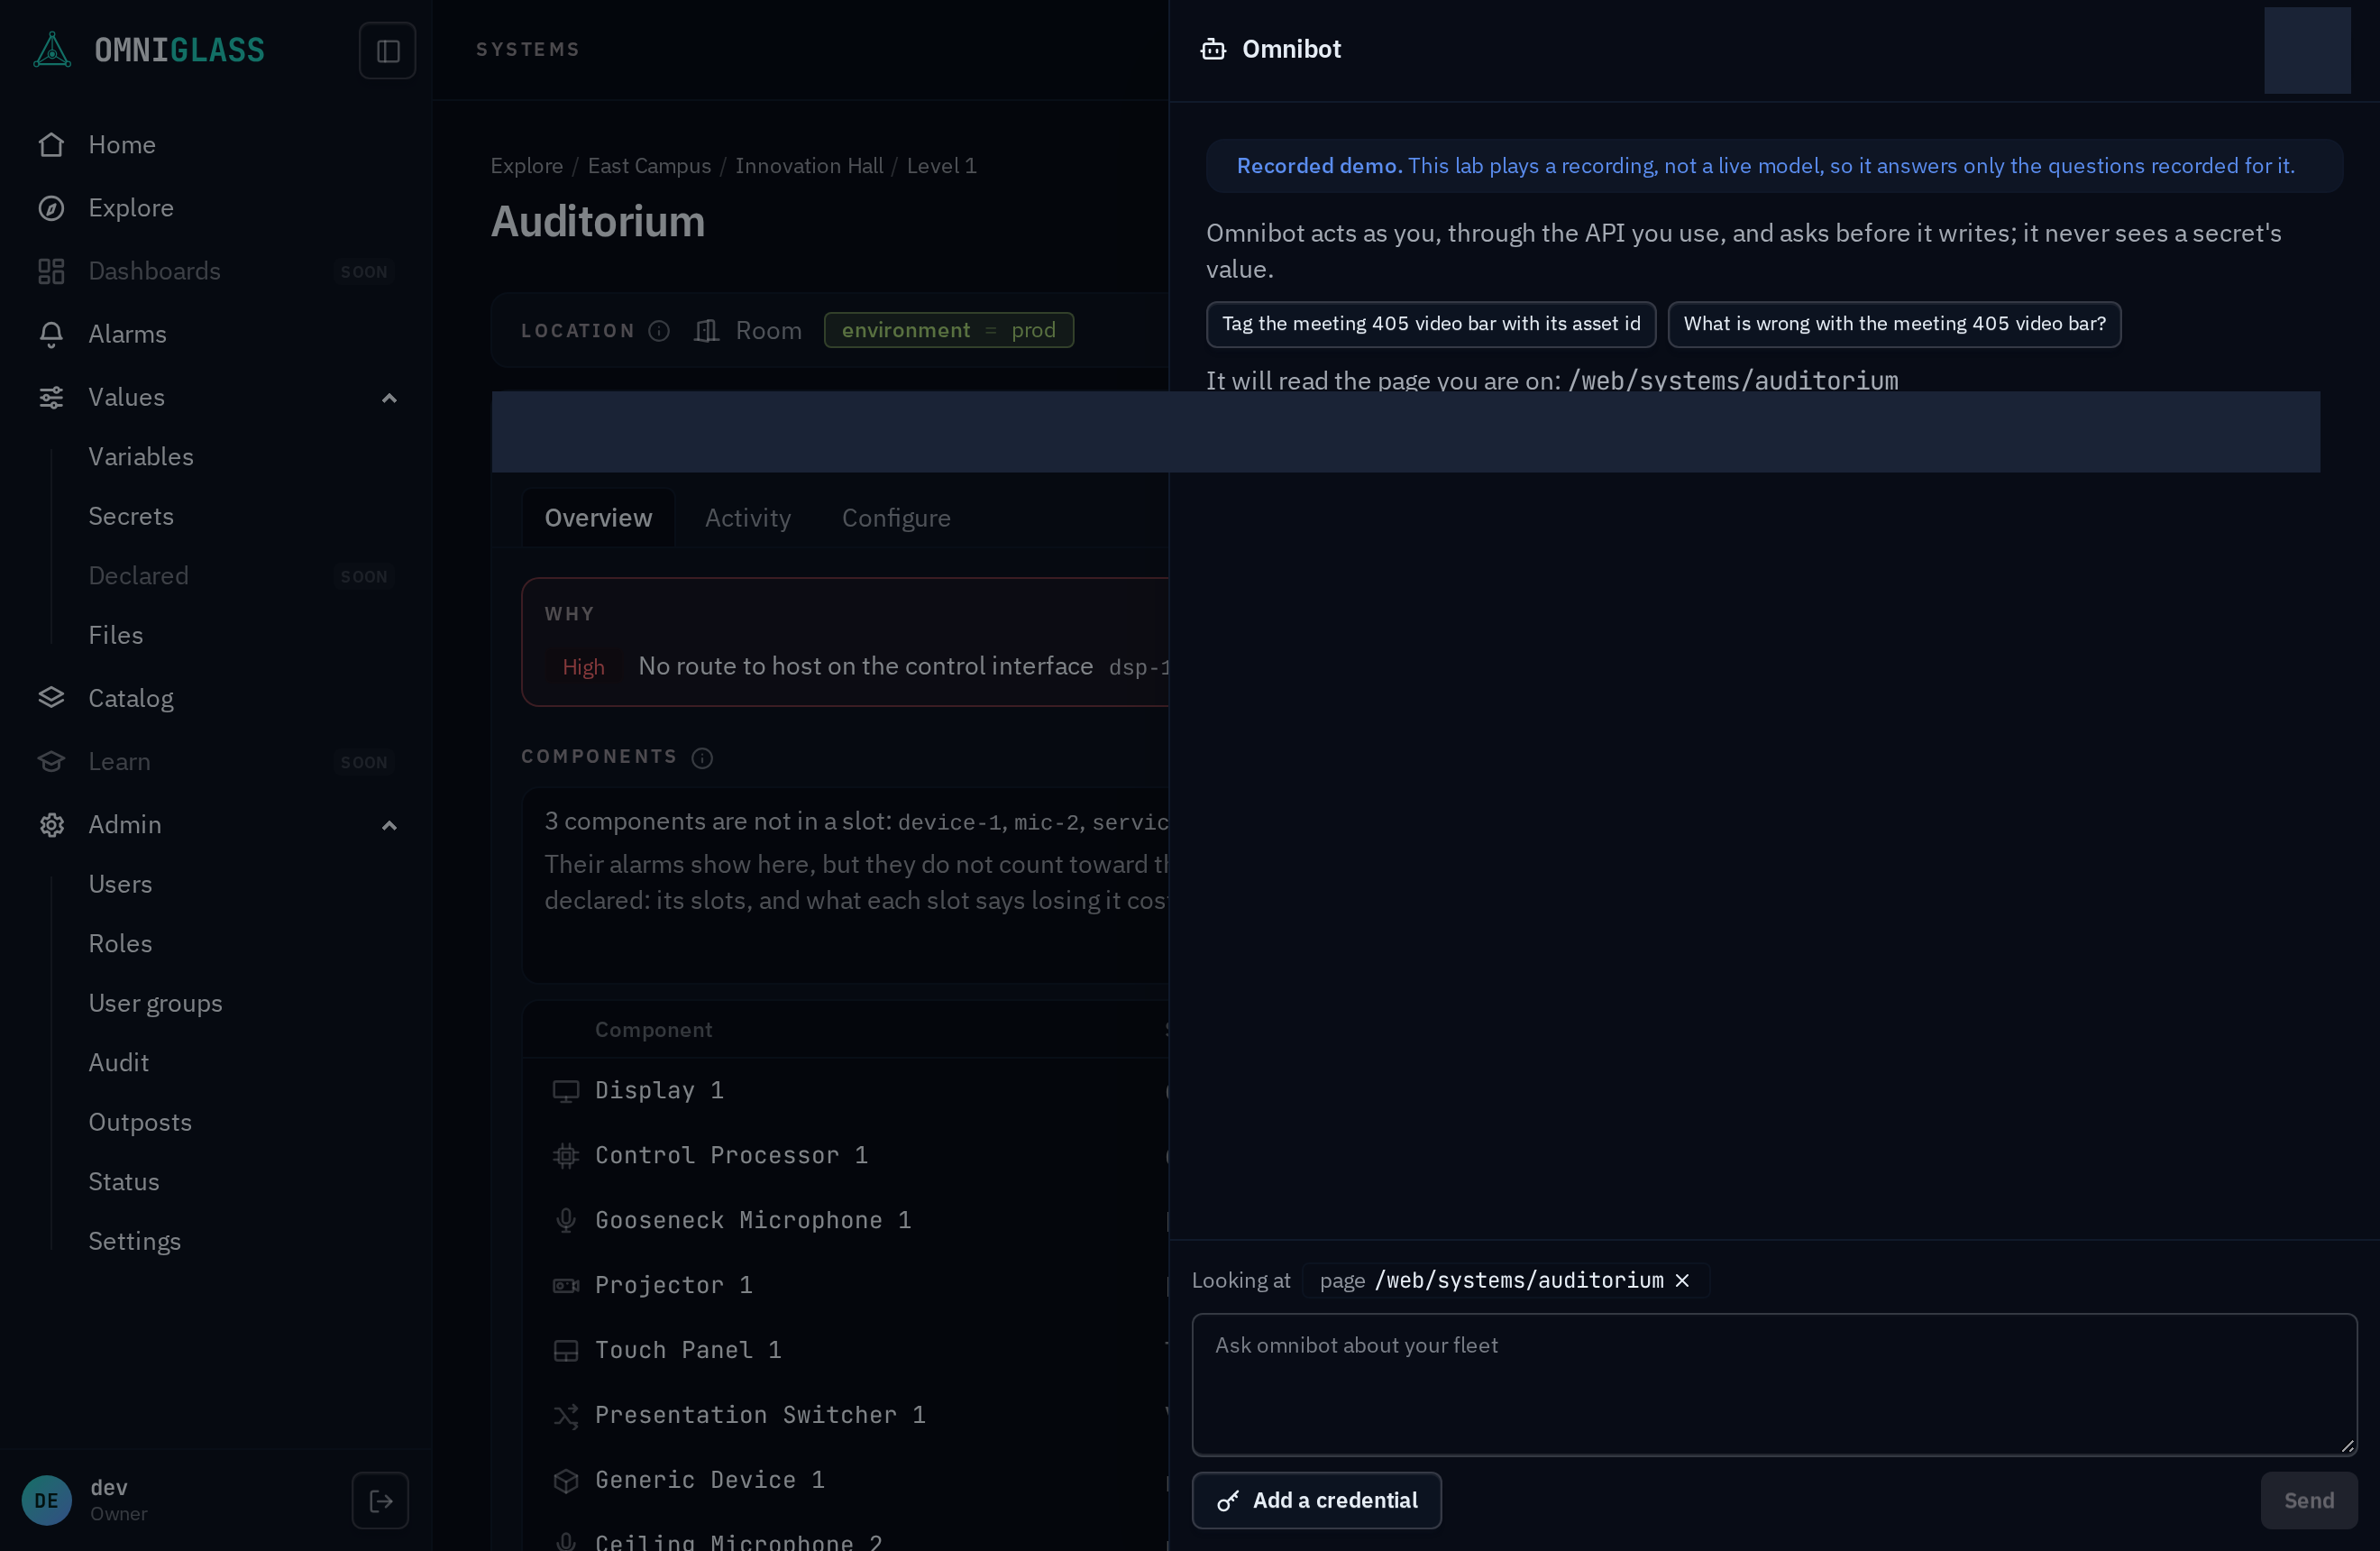 OMNIGLASS
Home
Explore
Dashboards SOON
Alarms
Values
Variables
Secrets
Declared SOON
Files
Catalog
Learn SOON
Admin
Users
Roles
User groups
Audit
Outposts
Status
Settings
DE dev
Owner
SYSTEMS
Explore / East Campus / Innovation Hall / Level 1
Auditorium
LOCATION Room environment = prod
Overview Activity Configure
WHY
High No route to host on the control interface dsp-1
COMPONENTS
3 components are not in a slot: device-1, mic-2, servic
Their alarms show here, but they do not count toward
declared: its slots, and what each slot says losing it
Component
Display 1
Control Processor 1
Gooseneck Microphone 1
Projector 1
Touch Panel 1
Presentation Switcher 1
Generic Device 1
Ceiling Microphone 2
Omnibot
Recorded demo. This lab plays a recording, not a live model, so it answers only the questions recorded for it.
Omnibot acts as you, through the API you use, and asks before it writes; it never sees a secret's
value.
Tag the meeting 405 video bar with its asset id What is wrong with the meeting 405 video bar?
It will read the page you are on: /web/systems/auditorium
Looking at page /web/systems/auditorium
Ask omnibot about your fleet
Add a credential Send